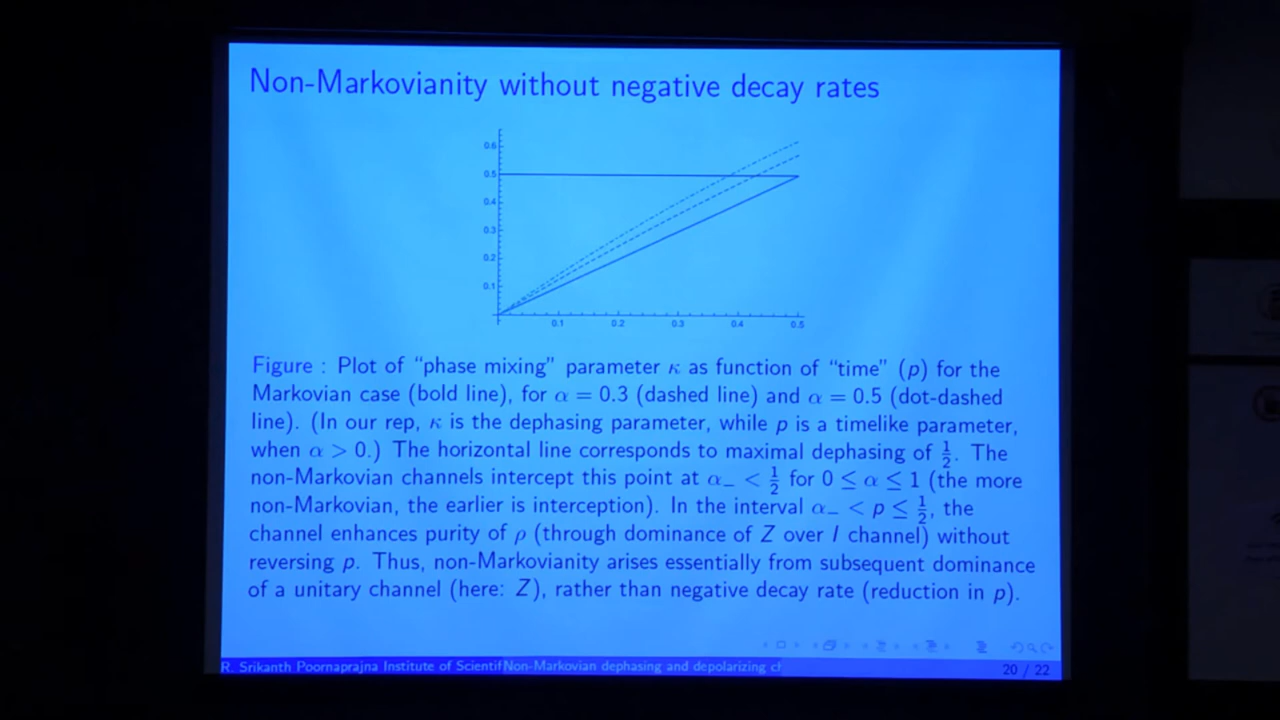 Non-Markovianity without negative decay rates
0.6
0.5
0.4
0.3
0.2
0.1
0.1 0.2 0.3 0.4 0.5
Figure : Plot of “phase mixing” parameter κ as function of “time” (p) for the
Markovian case (bold line), for α = 0.3 (dashed line) and α = 0.5 (dot-dashed
line). (In our rep, κ is the dephasing parameter, while p is a timelike parameter,
when α > 0.) The horizontal line corresponds to maximal dephasing of 1/2. The
non-Markovian channels intercept this point at α₋ < 1/2 for 0 ≤ α ≤ 1 (the more
non-Markovian, the earlier is interception). In the interval α₋ < p ≤ 1/2, the
channel enhances purity of ρ (through dominance of Z over I channel) without
reversing p. Thus, non-Markovianity arises essentially from subsequent dominance
of a unitary channel (here: Z), rather than negative decay rate (reduction in p).
R. Srikanth Poornaprajna Institute of Scientif Non-Markovian dephasing and depolarizing cl 20 / 22